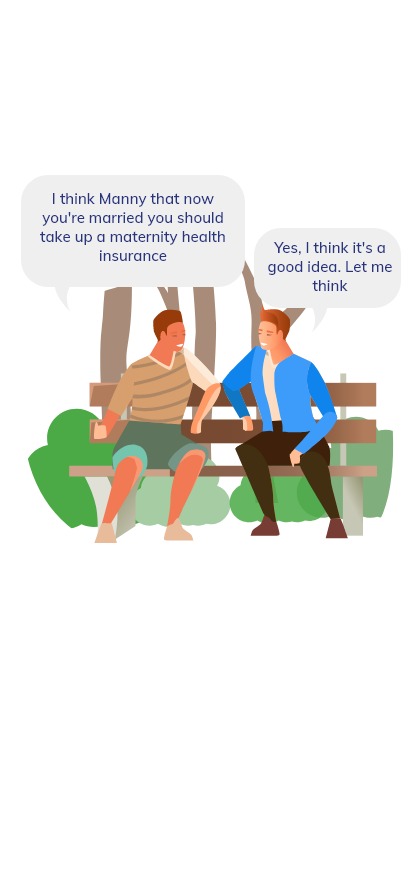 I think Manny that now
you're married you should
take up a maternity health
insurance
Yes, I think it's a
good idea. Let me
think